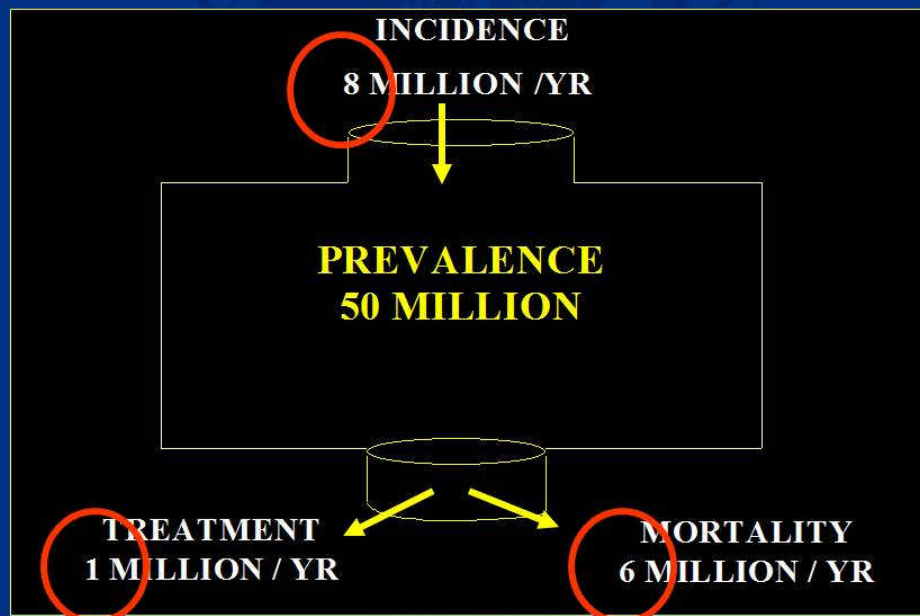 INCIDENCE
8 MILLION /YR
PREVALENCE
50 MILLION
TREATMENT
1 MILLION / YR
MORTALITY
6 MILLION / YR